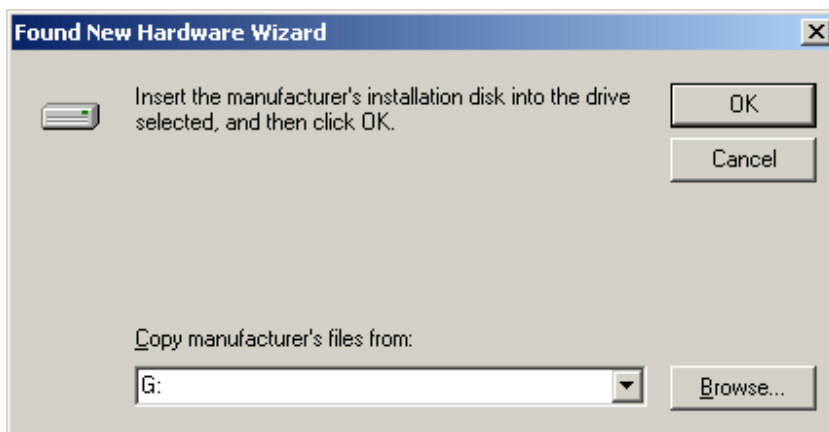 Found New Hardware Wizard
Insert the manufacturer's installation disk into the drive
selected, and then click OK.
OK
Cancel
Copy manufacturer's files from:
G:
Browse...